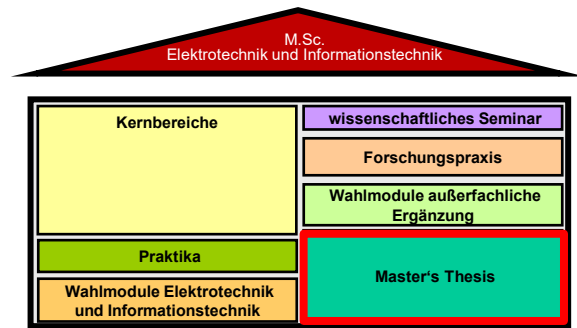 M.Sc.
Elektrotechnik und Informationstechnik
Kernbereiche
Praktika
Wahlmodule Elektrotechnik
und Informationstechnik
wissenschaftliches Seminar
Forschungspraxis
Wahlmodule außerfachliche
Ergänzung
Master‘s Thesis